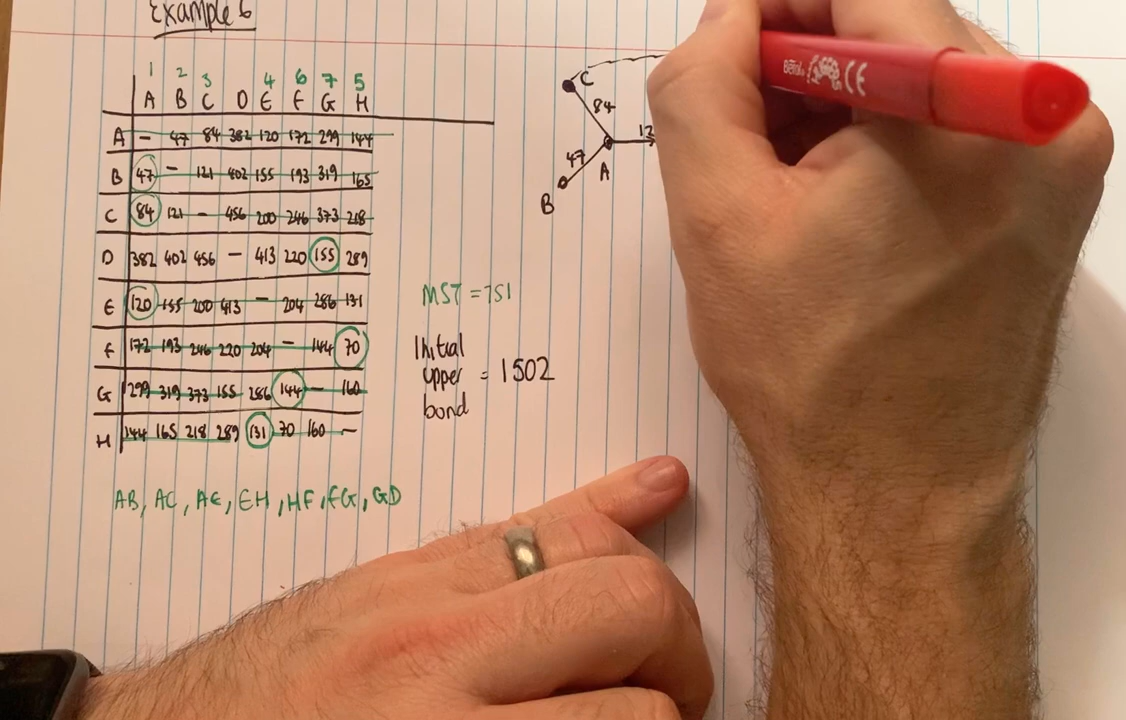 Example 6
1 2 3 4 6 7 5
A B C D E F G H
A - 47 84 382 120 172 299 144
B 47 - 121 402 155 193 319 165
C 84 121 - 456 200 246 373 218
D 382 402 456 - 413 220 155 289
E 120 155 200 413 - 204 286 131
F 172 193 246 220 204 - 144 70
G 299 319 373 155 286 144 - 160
H 144 165 218 289 131 70 160 -
AB, AC, AE, EH, HF, FG, GD
MST = 751
Initial
upper = 1502
bond
C
84
12
47
A
B
Berol
CE